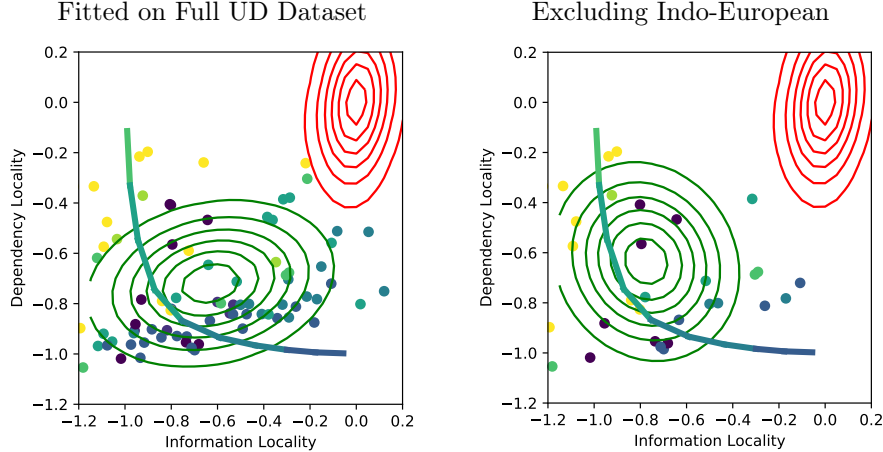 Fitted on Full UD Dataset
Excluding Indo-European
0.2
0.0
−0.2
−0.4
−0.6
−0.8
−1.0
−1.2
Dependency Locality
−1.2 −1.0 −0.8 −0.6 −0.4 −0.2 0.0 0.2
Information Locality
0.2
0.0
−0.2
−0.4
−0.6
−0.8
−1.0
−1.2
Dependency Locality
−1.2 −1.0 −0.8 −0.6 −0.4 −0.2 0.0 0.2
Information Locality